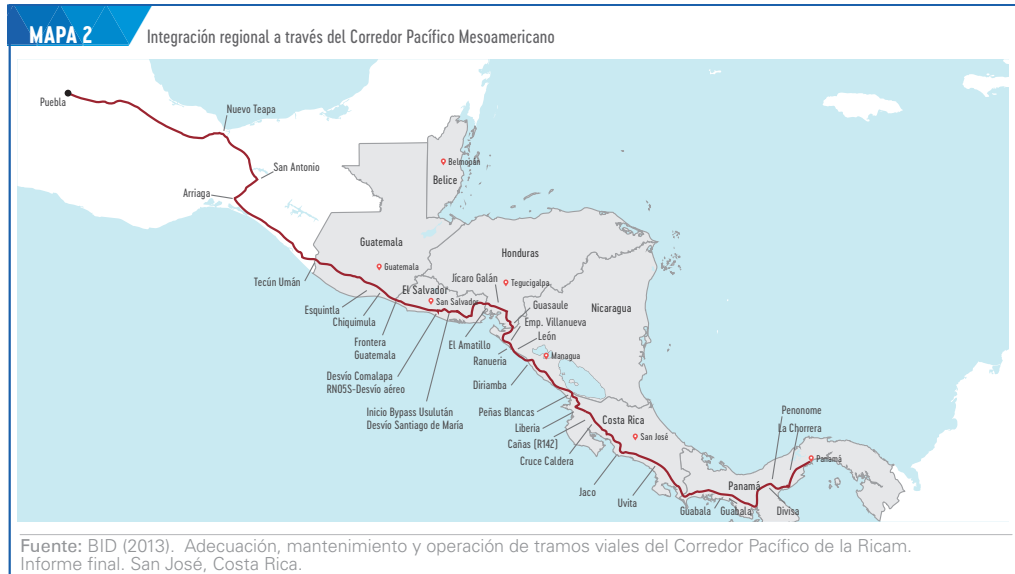 MAPA 2
Integración regional a través del Corredor Pacífico Mesoamericano
Puebla
Nuevo Teapa
San Antonio
Arriaga
Belmopán
Belice
Guatemala
Guatemala
Tecún Umán
Honduras
Jícaro Galán
Tegucigalpa
El Salvador
San Salvador
Esquintla
Chiquimula
Nicaragua
Guasaule
Emp. Villanueva
León
Frontera
Guatemala
El Amatillo
Ranueria
Managua
Desvío Comalapa
RN05S-Desvío aéreo
Diriamba
Inicio Bypass Usulután
Desvío Santiago de María
Peñas Blancas
Liberia
Cañas (R142)
Cruce Caldera
Costa Rica
San José
Penonome
La Chorrera
Panamá
Jaco
Uvita
Panamá
Guabala
Guabala
Divisa
Fuente: BID (2013). Adecuación, mantenimiento y operación de tramos viales del Corredor Pacífico de la Ricam.
Informe final. San José, Costa Rica.